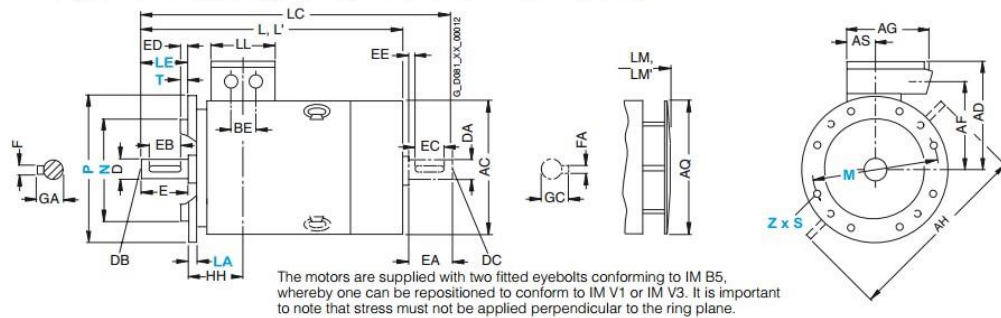 LC
L, L'
ED
LL
EE
LE
T
G_D081_XX_00012
LM,
LM'
AG
AS
BE
DA
F
EB
P
N
D
EC
AC
FA
AQ
AF
AD
M
GA
E
GC
Z x S
AH
DB
LA
HH
EA
DC
The motors are supplied with two fitted eyebolts conforming to IM B5,
whereby one can be repositioned to conform to IM V1 or IM V3. It is important
to note that stress must not be applied perpendicular to the ring plane.